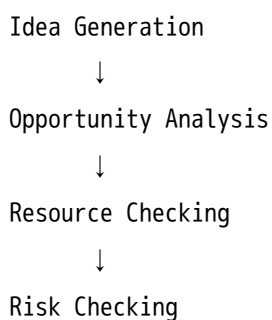 Idea Generation
↓
Opportunity Analysis
↓
Resource Checking
↓
Risk Checking